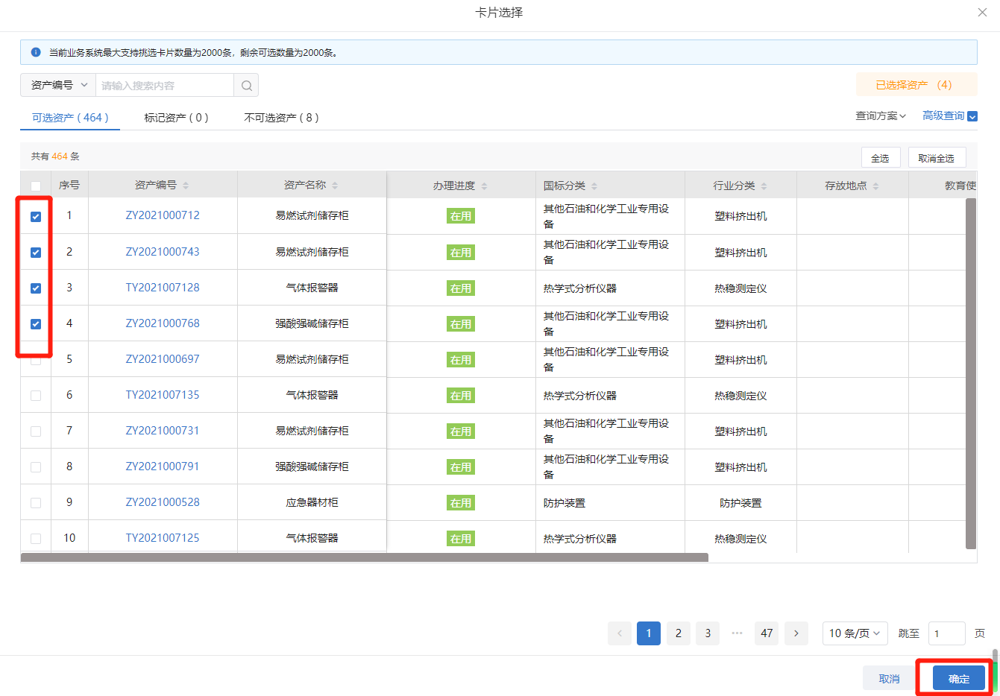 卡片选择
当前业务系统最大支持挑选卡片数量为2000条，剩余可选数量为2000条。
资产编号 请输入搜索内容 已选择资产 (4)
可选资产 ( 464 ) 标记资产 ( 0 ) 不可选资产 ( 8 ) 查询方案 高级查询
共有 464 条 全选 取消全选
序号 资产编号 资产名称 办理进度 国标分类 行业分类 存放地点 教育使
1 ZY2021000712 易燃试剂储存柜 在用 其他石油和化学工业专用设备 塑料挤出机
2 ZY2021000743 易燃试剂储存柜 在用 其他石油和化学工业专用设备 塑料挤出机
3 TY2021007128 气体报警器 在用 热学式分析仪器 热稳测定仪
4 ZY2021000768 强酸强碱储存柜 在用 其他石油和化学工业专用设备 塑料挤出机
5 ZY2021000697 易燃试剂储存柜 在用 其他石油和化学工业专用设备 塑料挤出机
6 TY2021007135 气体报警器 在用 热学式分析仪器 热稳测定仪
7 ZY2021000731 易燃试剂储存柜 在用 其他石油和化学工业专用设备 塑料挤出机
8 ZY2021000791 强酸强碱储存柜 在用 其他石油和化学工业专用设备 塑料挤出机
9 ZY2021000528 应急器材柜 在用 防护装置 防护装置
10 TY2021007125 气体报警器 在用 热学式分析仪器 热稳测定仪
1 2 3 ··· 47 10 条/页 跳至 1 页
取消 确定